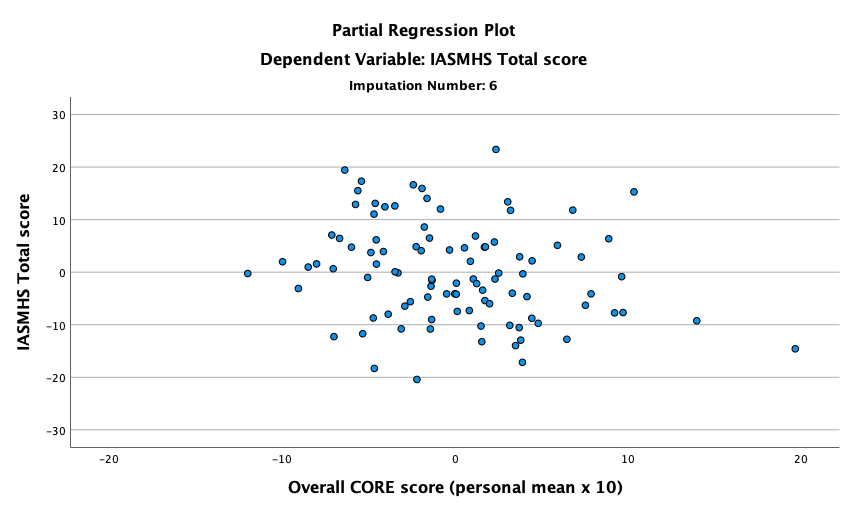 Partial Regression Plot
Dependent Variable: IASMHS Total score
Imputation Number: 6
IASMHS Total score
30
20
10
0
-10
-20
-30
-20 -10 0 10 20
Overall CORE score (personal mean x 10)